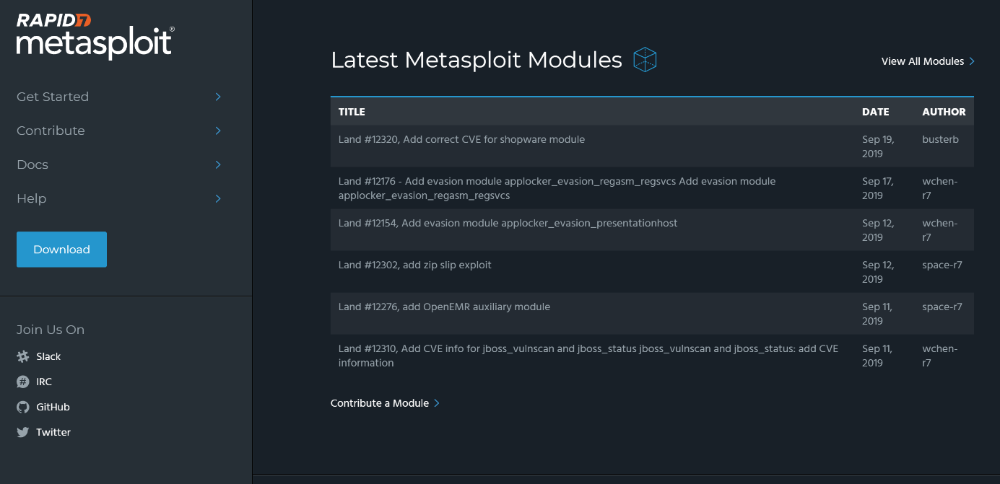 RAPID7
metasploit®
Get Started
Contribute
Docs
Help
Download
Join Us On
Slack
IRC
GitHub
Twitter
Latest Metasploit Modules
View All Modules
TITLE DATE AUTHOR
Land #12320, Add correct CVE for shopware module Sep 19, busterb
2019
Land #12176 - Add evasion module applocker_evasion_regasm_regsvcs Add evasion module Sep 17, wchen-
applocker_evasion_regasm_regsvcs 2019 r7
Land #12154, Add evasion module applocker_evasion_presentationhost Sep 12, wchen-
2019 r7
Land #12302, add zip slip exploit Sep 12, space-r7
2019
Land #12276, add OpenEMR auxiliary module Sep 11, space-r7
2019
Land #12310, Add CVE info for jboss_vulnscan and jboss_status jboss_vulnscan and jboss_status: add CVE Sep 11, wchen-
information 2019 r7
Contribute a Module